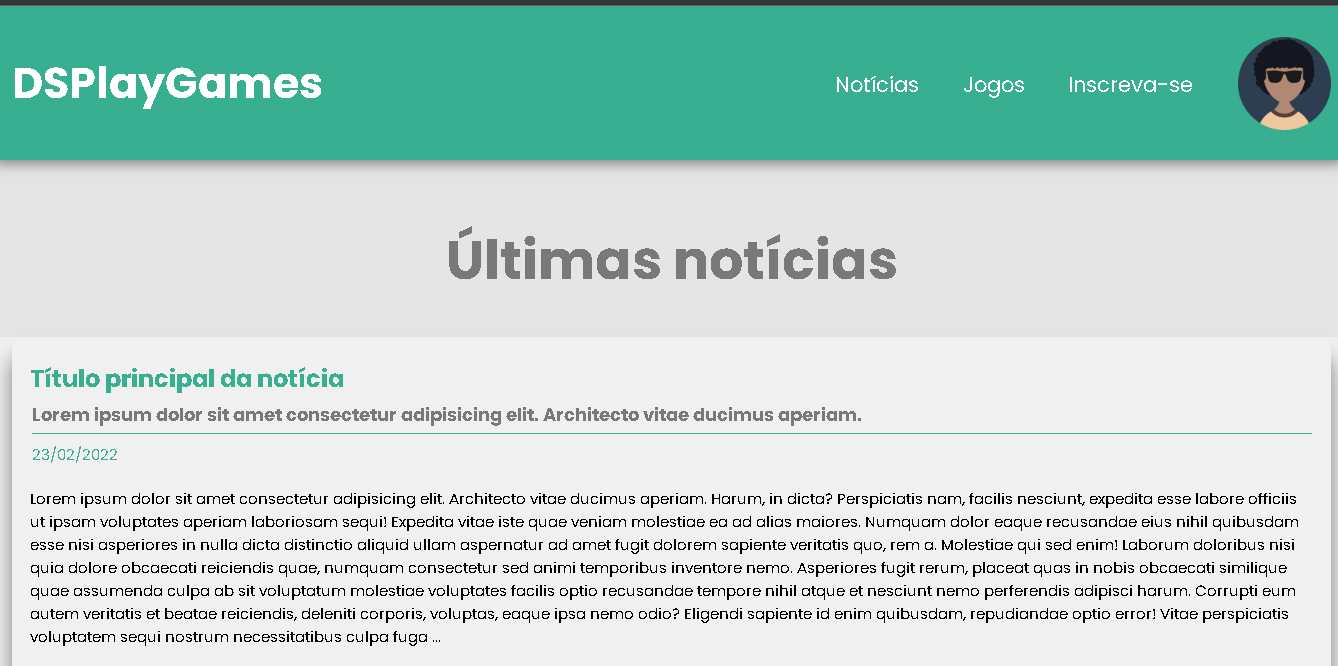 DSPlayGames
Notícias
Jogos
Inscreva-se
Últimas notícias
Título principal da notícia
Lorem ipsum dolor sit amet consectetur adipisicing elit. Architecto vitae ducimus aperiam.
23/02/2022
Lorem ipsum dolor sit amet consectetur adipisicing elit. Architecto vitae ducimus aperiam. Harum, in dicta? Perspiciatis nam, facilis nesciunt, expedita esse labore officiis
ut ipsam voluptates aperiam laboriosam sequi! Expedita vitae iste quae veniam molestiae ea ad alias maiores. Numquam dolor eaque recusandae eius nihil quibusdam
esse nisi asperiores in nulla dicta distinctio aliquid ullam aspernatur ad amet fugit dolorem sapiente veritatis quo, rem a. Molestiae qui sed enim! Laborum doloribus nisi
quia dolore obcaecati reiciendis quae, numquam consectetur sed animi temporibus inventore nemo. Asperiores fugit rerum, placeat quas in nobis obcaecati similique
quae assumenda culpa ab sit voluptatum molestiae voluptates facilis optio recusandae tempore nihil atque et nesciunt nemo perferendis adipisci harum. Corrupti eum
autem veritatis et beatae reiciendis, deleniti corporis, voluptas, eaque ipsa nemo odio? Eligendi sapiente id enim quibusdam, repudiandae optio error! Vitae perspiciatis
voluptatem sequi nostrum necessitatibus culpa fuga ...